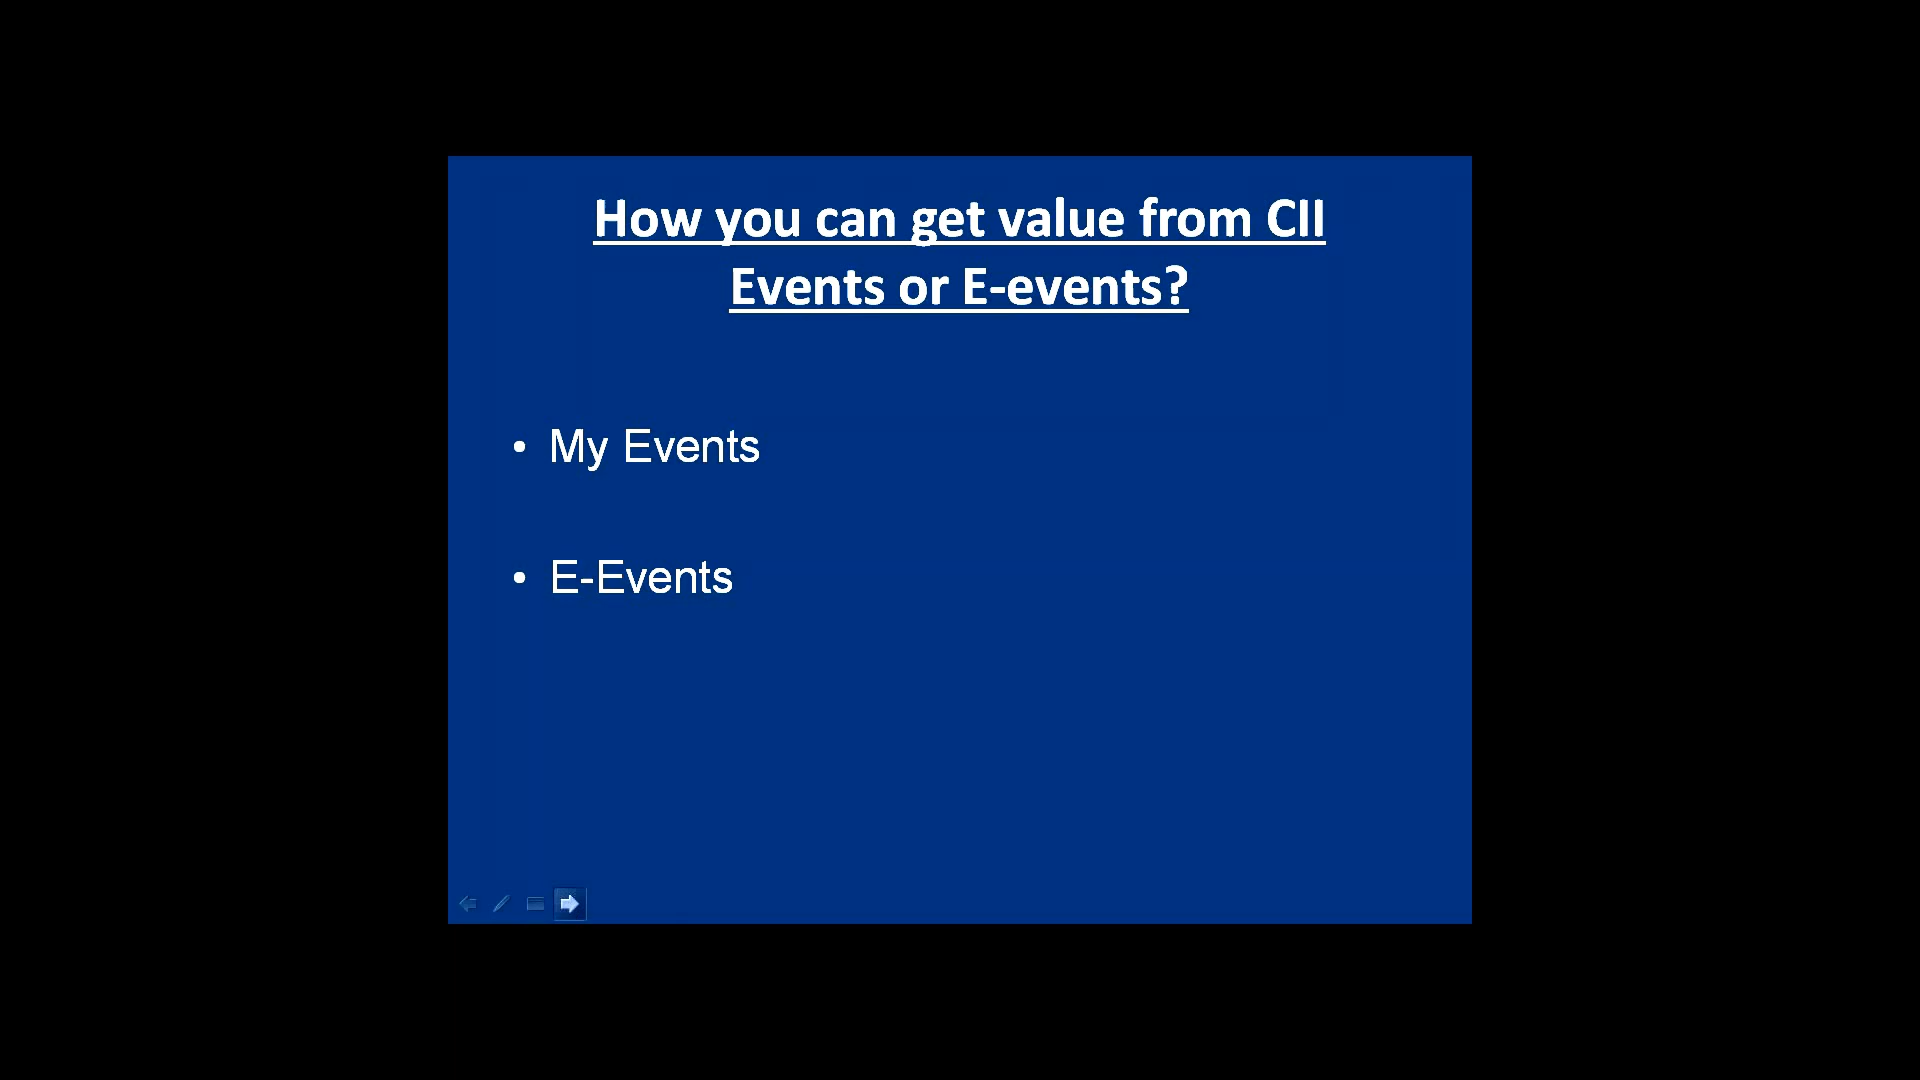 How you can get value from CII
Events or E-events?
• My Events
• E-Events